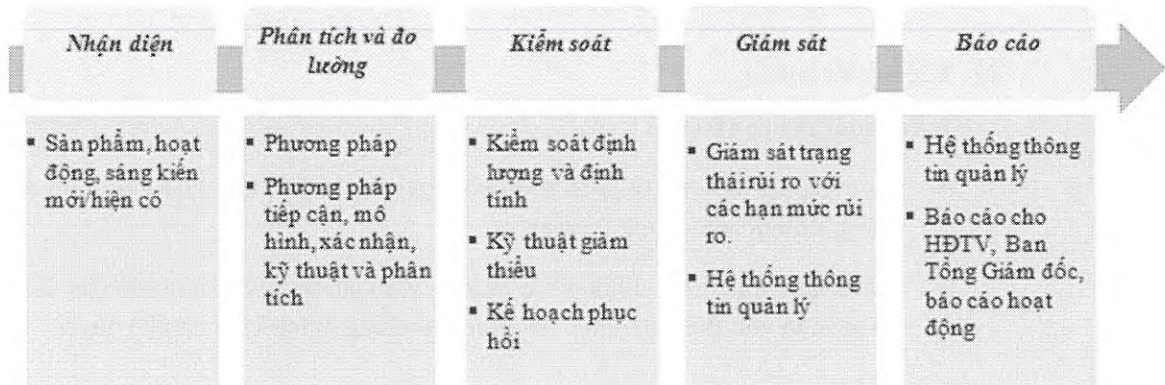 Nhận diện
Phân tích và đo
lường
Kiểm soát
Giám sát
Báo cáo
▪ Sản phẩm, hoạt
động, sáng kiến
mới/hiện có
▪ Phương pháp
▪ Phương pháp
tiếp cận, mô
hình, xác nhận,
kỹ thuật và phân
tích
▪ Kiểm soát định
lượng và định
tính
▪ Kỹ thuật giảm
thiểu
▪ Kế hoạch phục
hồi
▪ Giám sát trạng
thái rủi ro với
các hạn mức rủi
ro.
▪ Hệ thống thông
tin quản lý
▪ Hệ thống thông
tin quản lý
▪ Báo cáo cho
HĐTV, Ban
Tổng Giám đốc,
báo cáo hoạt
động